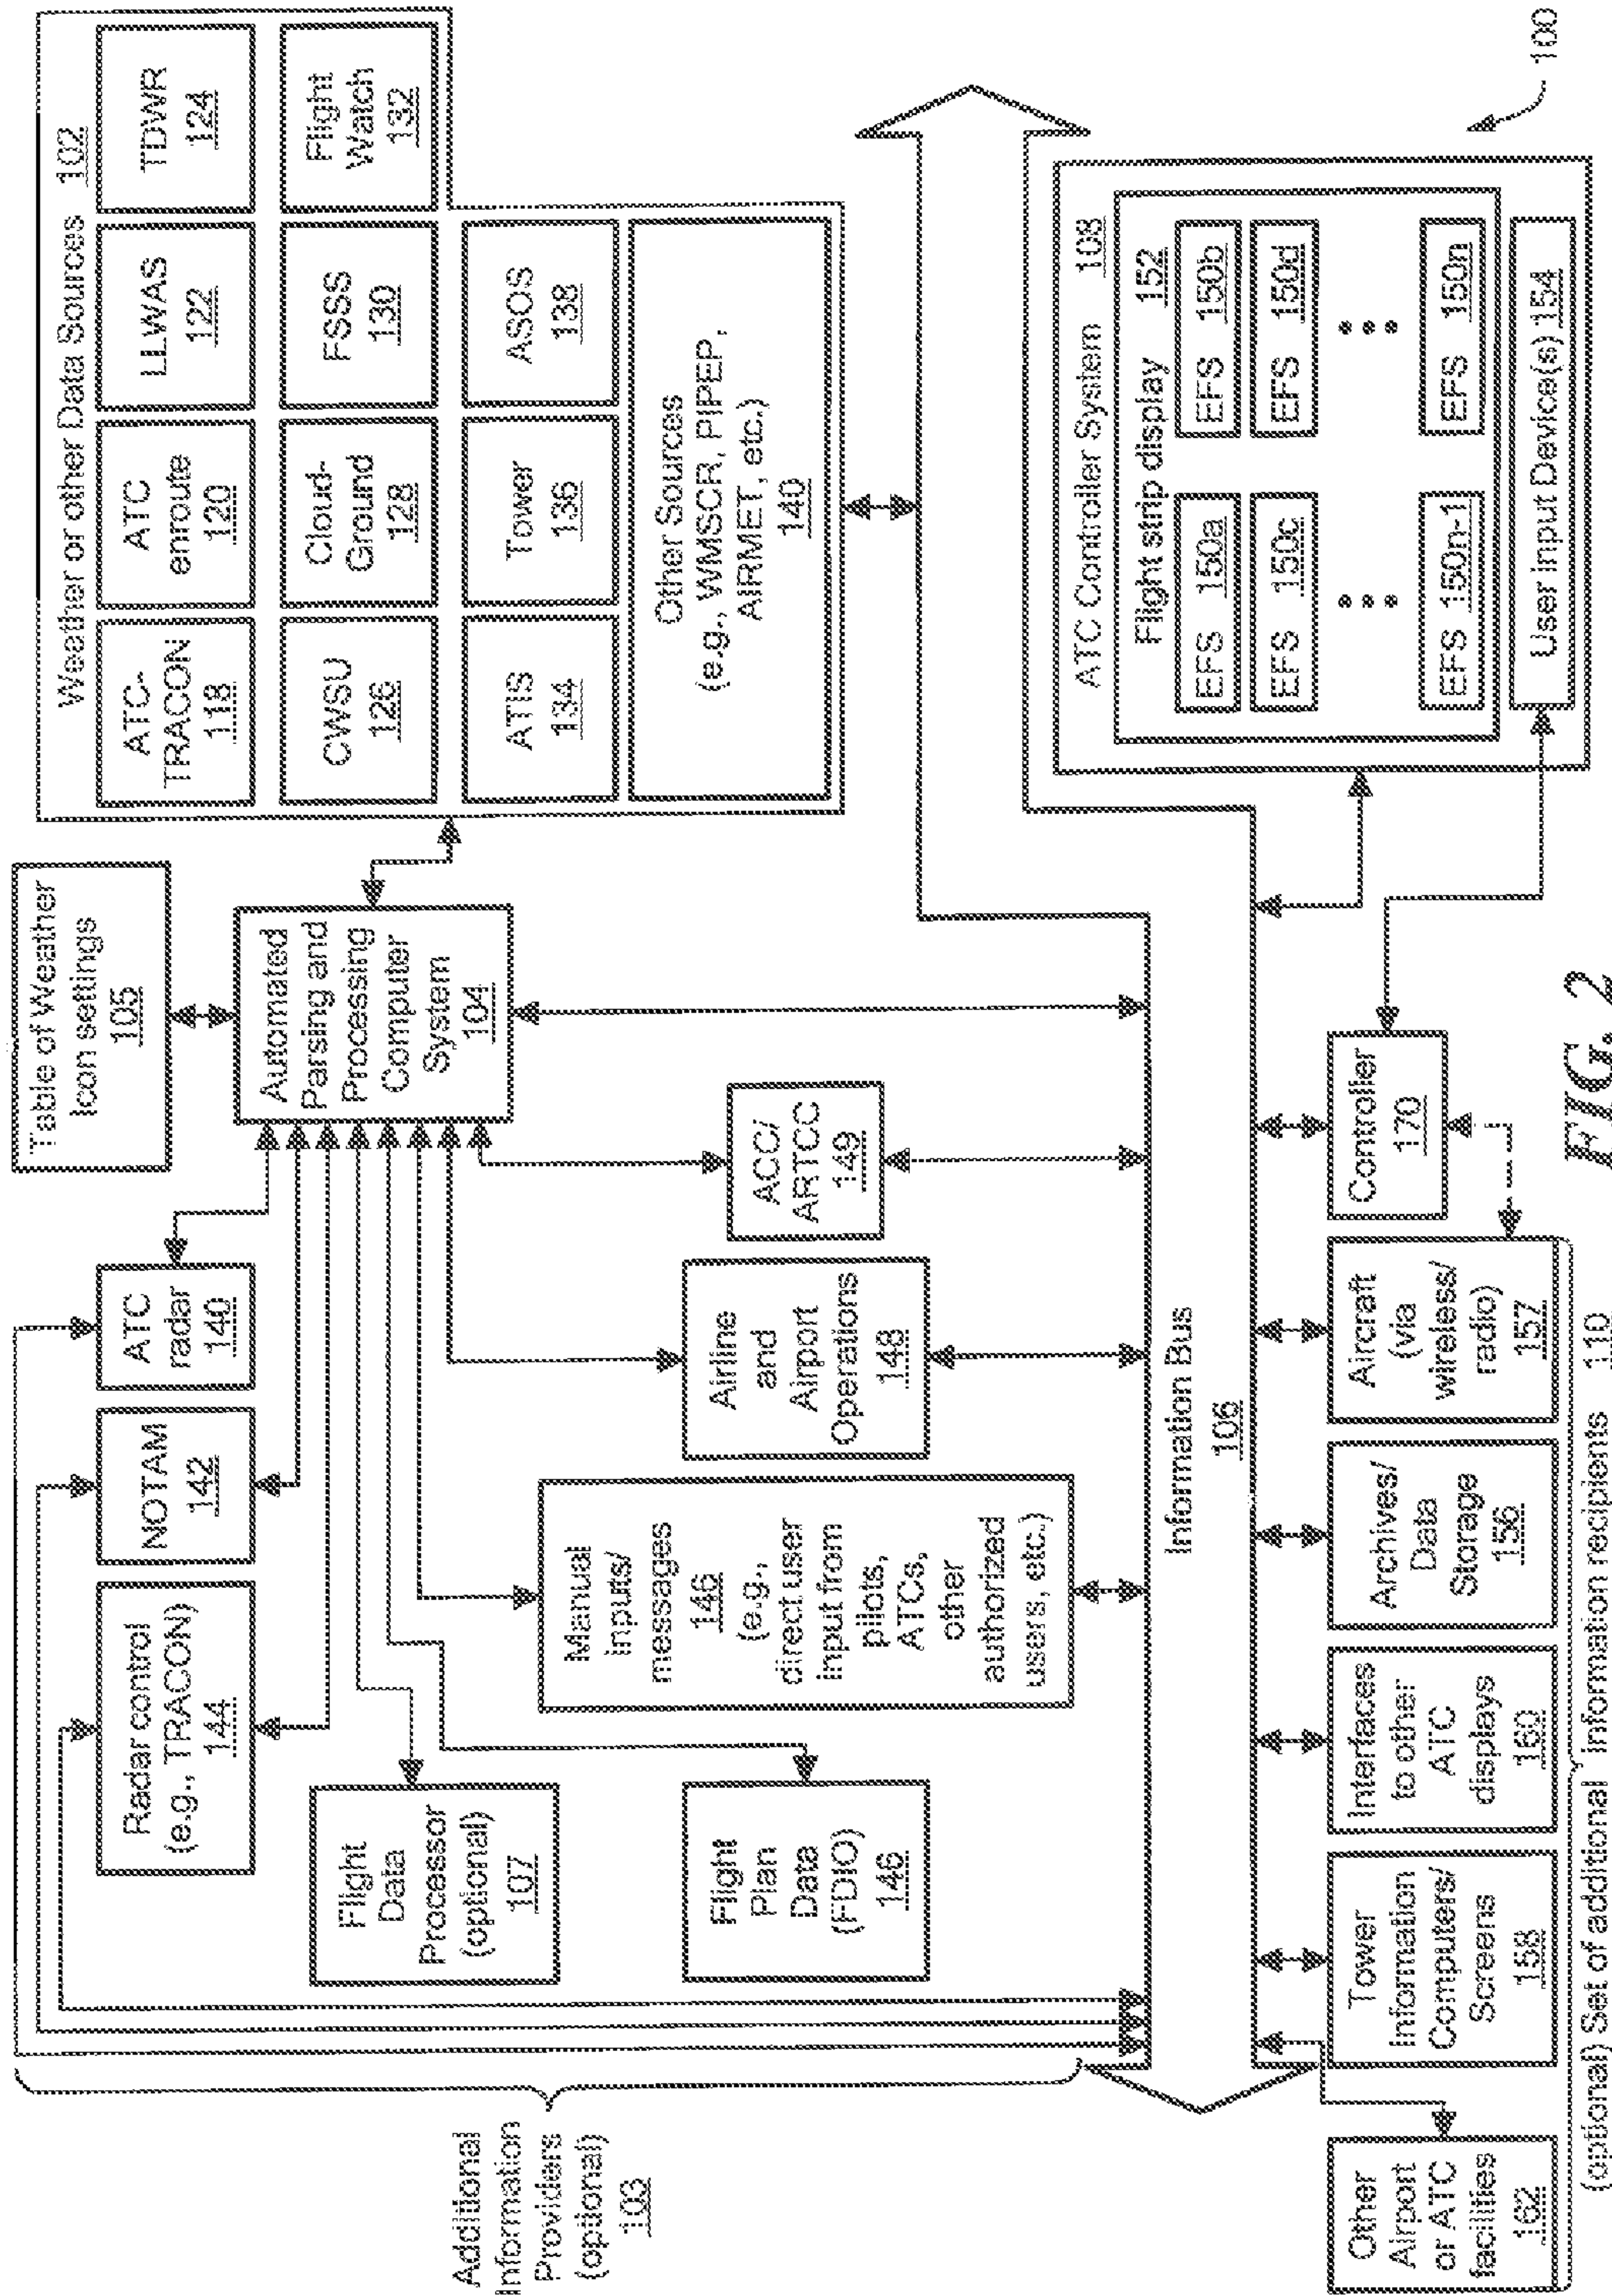 Table of Weather
Icon settings
105
Weather or other Data Sources 102
ATC-
TRACON
118
ATC
enroute
120
LLWAS
122
TDWR
124
CWSU
126
Cloud-
Ground
128
FSSS
130
Flight
Watch
132
ATIS
134
Tower
136
ASOS
138
Other Sources
(e.g., WMSCR, PIPEP,
AIRMET, etc.)
140
Automated
Parsing and
Processing
Computer
System
104
ATC
radar
140
NOTAM
142
Radar control
(e.g., TRACON)
144
Flight
Data
Processor
(optional)
107
Flight
Plan
Data
(FDIO)
146
Manual
inputs/
messages
146
(e.g.,
direct user
input from
pilots,
ATCs,
other
authorized
users, etc.)
Airline
and
Airport
Operations
148
ACC/
ARTCC
149
Additional
Information
Providers
(optional)
103
Information Bus
106
ATC Controller System 108
Flight strip display 152
EFS 150a
EFS 150b
EFS 150c
EFS 150d
EFS 150n-1
EFS 150n
User Input Device(s) 154
100
Other
Airport
or ATC
facilities
162
Tower
Information
Computers/
Screens
158
Interfaces
to other
ATC
displays
160
Archives/
Data
Storage
156
Aircraft
(via
wireless/
radio)
157
Controller
170
(optional) Set of additional information recipients 110
FIG. 2